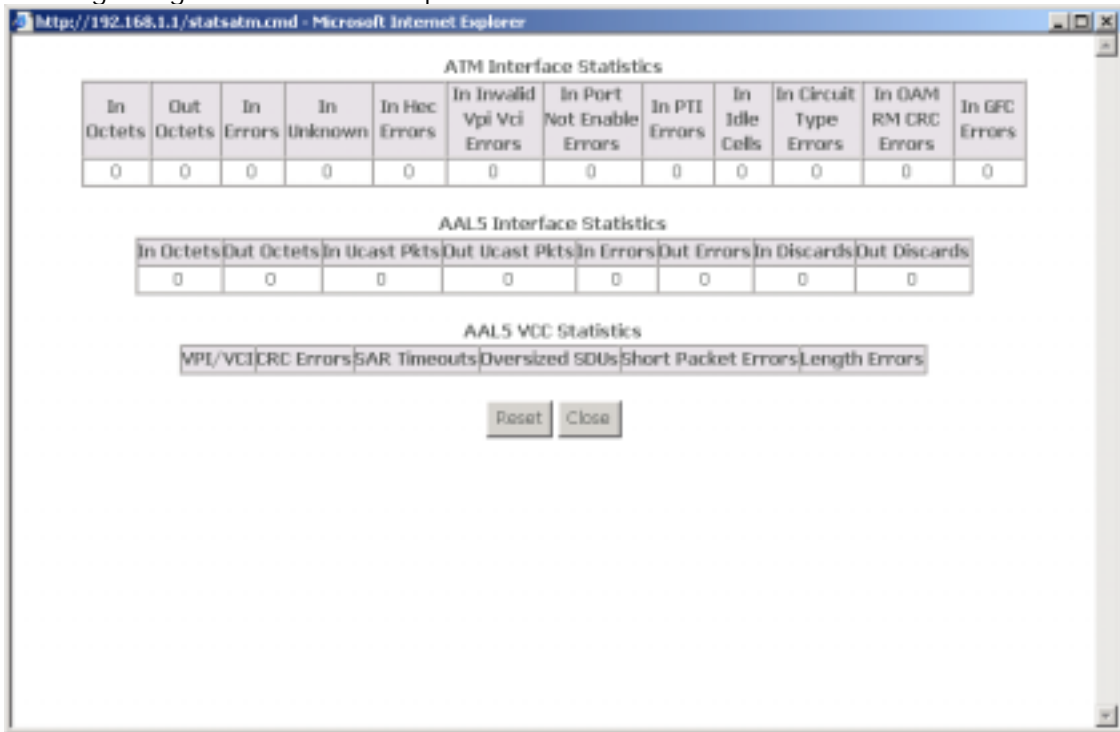 http://192.168.1.1/statsatm.cmd - Microsoft Internet Explorer
ATM Interface Statistics
In Octets Out Octets In Errors In Unknown In Hec Errors In Invalid Vpi Vci Errors In Port Not Enable Errors In PTI Errors In Idle Cells In Circuit Type Errors In OAM RM CRC Errors In GFC Errors
0 0 0 0 0 0 0 0 0 0 0 0
AAL5 Interface Statistics
In Octets Out Octets In Ucast Pkts Out Ucast Pkts In Errors Out Errors In Discards Out Discards
0 0 0 0 0 0 0 0
AAL5 VCC Statistics
VPI/VCI CRC Errors SAR Timeouts Oversized SDUs Short Packet Errors Length Errors
Reset Close